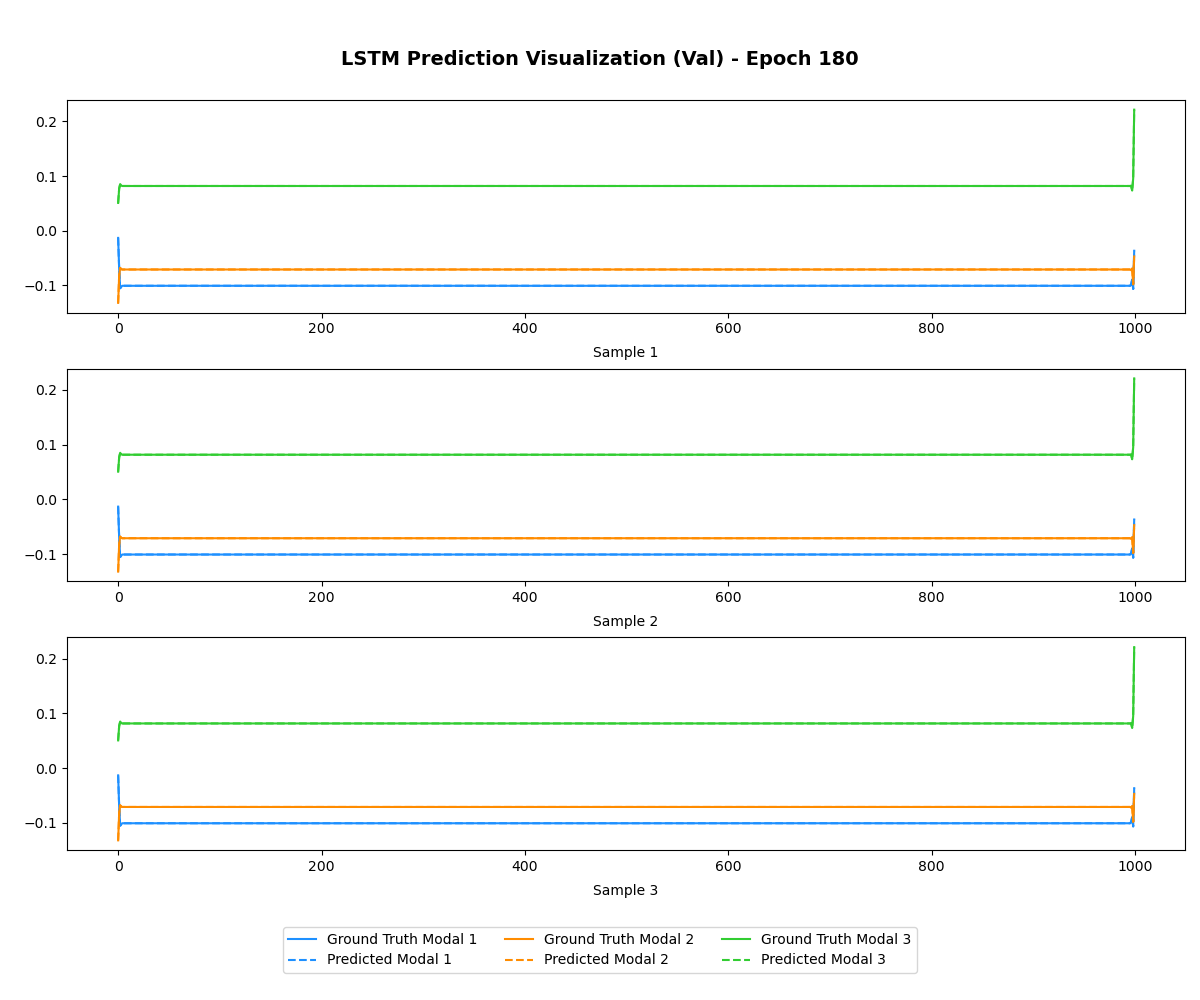 LSTM Prediction Visualization (Val) - Epoch 180
0.2
0.1
0.0
−0.1
0 200 400 600 800 1000
Sample 1
0.2
0.1
0.0
−0.1
0 200 400 600 800 1000
Sample 2
0.2
0.1
0.0
−0.1
0 200 400 600 800 1000
Sample 3
Ground Truth Modal 1 Ground Truth Modal 2 Ground Truth Modal 3
Predicted Modal 1 Predicted Modal 2 Predicted Modal 3